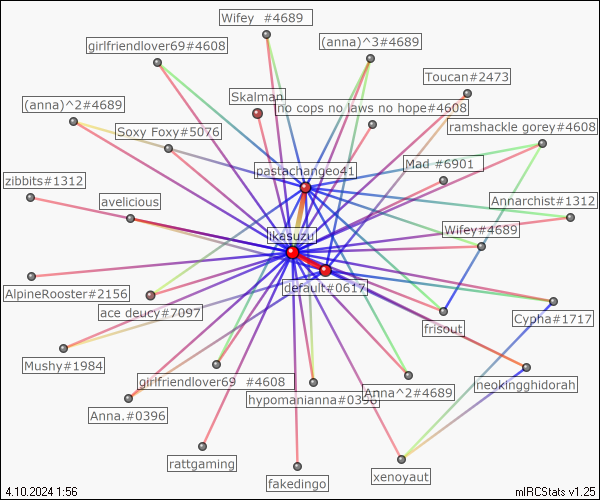 Wifey  #4689
(anna)^3#4689
girlfriendlover69#4608
Toucan#2473
Skalman
no cops no laws no hope#4608
(anna)^2#4689
Soxy Foxy#5076
ramshackle gorey#4608
pastachangeo41
Mad #6901
zibbits#1312
avelicious
Annarchist#1312
Wifey#4689
ikasuzu
default#0617
AlpineRooster#2156
ace deucy#7097
Cypha#1717
frisout
Mushy#1984
girlfriendlover69  #4608
neokingghidorah
Anna^2#4689
hypomanianna#0396
Anna.#0396
rattgaming
fakedingo
xenoyaut
4.10.2024 1:56
mIRCStats v1.25